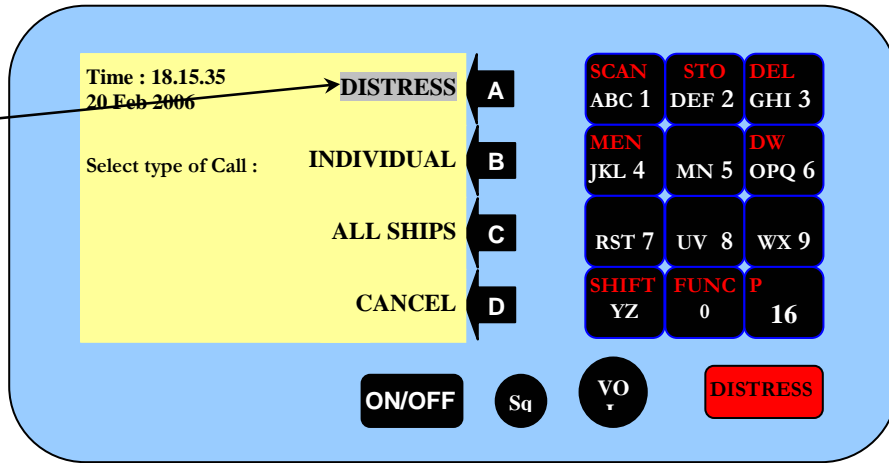 Time : 18.15.35
20 Feb 2006
DISTRESS
A
Select type of Call :
INDIVIDUAL
B
ALL SHIPS
C
CANCEL
D
SCAN STO DEL
ABC 1 DEF 2 GHI 3
MEN DW
JKL 4 MN 5 OPQ 6
RST 7 UV 8 WX 9
SHIFT FUNC P
YZ 0 16
ON/OFF
Sq
VO
DISTRESS